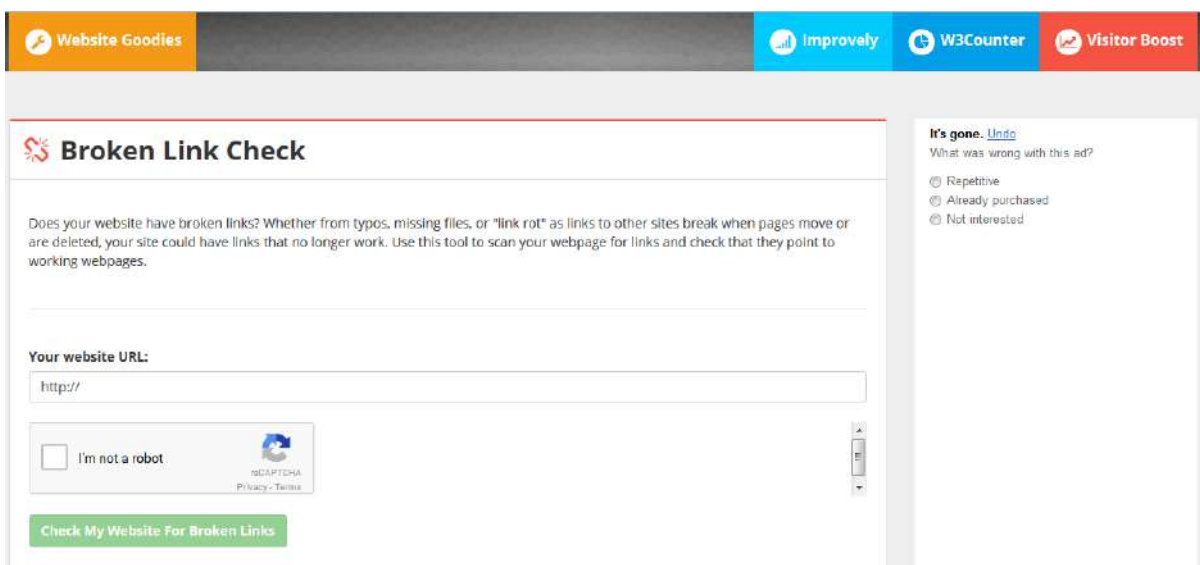 Website Goodies
Improvely
W3Counter
Visitor Boost
Broken Link Check
Does your website have broken links? Whether from typos, missing files, or "link rot" as links to other sites break when pages move or
are deleted, your site could have links that no longer work. Use this tool to scan your webpage for links and check that they point to
working webpages.
Your website URL:
http://
I'm not a robot
reCAPTCHA
Privacy - Terms
Check My Website For Broken Links
It's gone. Undo
What was wrong with this ad?
Repetitive
Already purchased
Not interested